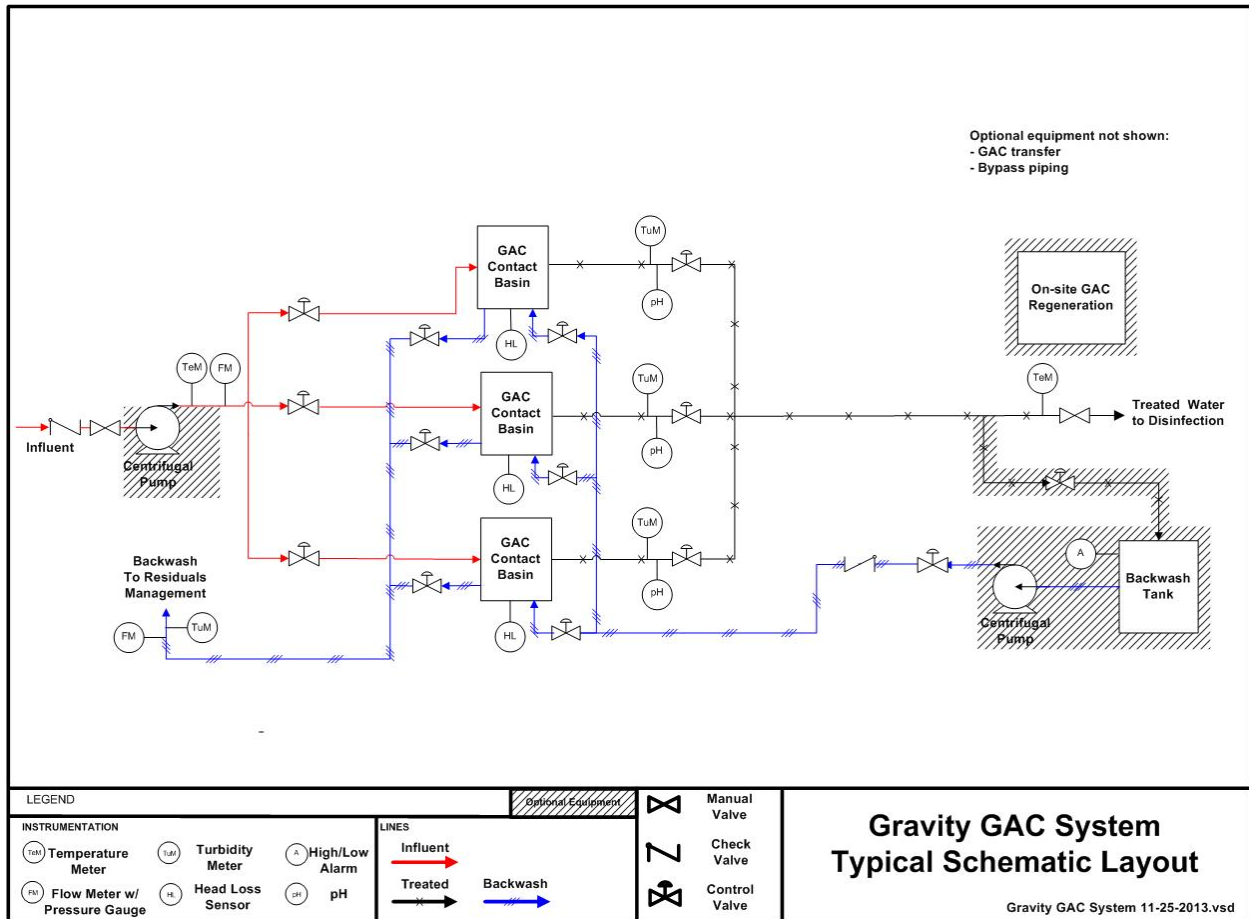 Optional equipment not shown:
- GAC transfer
- Bypass piping
TuM
GAC
Contact
Basin
pH
HL
On-site GAC
Regeneration
TeM
FM
TuM
TeM
GAC
Contact
Basin
Treated Water
to Disinfection
Influent
pH
Centrifugal
Pump
HL
TuM
GAC
Contact
Basin
A
Backwash
To Residuals
Management
pH
Backwash
Tank
FM
TuM
HL
Centrifugal
Pump
-
LEGEND
Optional Equipment
INSTRUMENTATION
TeM Temperature
Meter
TuM Turbidity
Meter
A High/Low
Alarm
FM Flow Meter w/
Pressure Gauge
HL Head Loss
Sensor
pH pH
LINES
Influent
Treated
Backwash
Manual
Valve
Check
Valve
Control
Valve
Gravity GAC System
Typical Schematic Layout
Gravity GAC System 11-25-2013.vsd